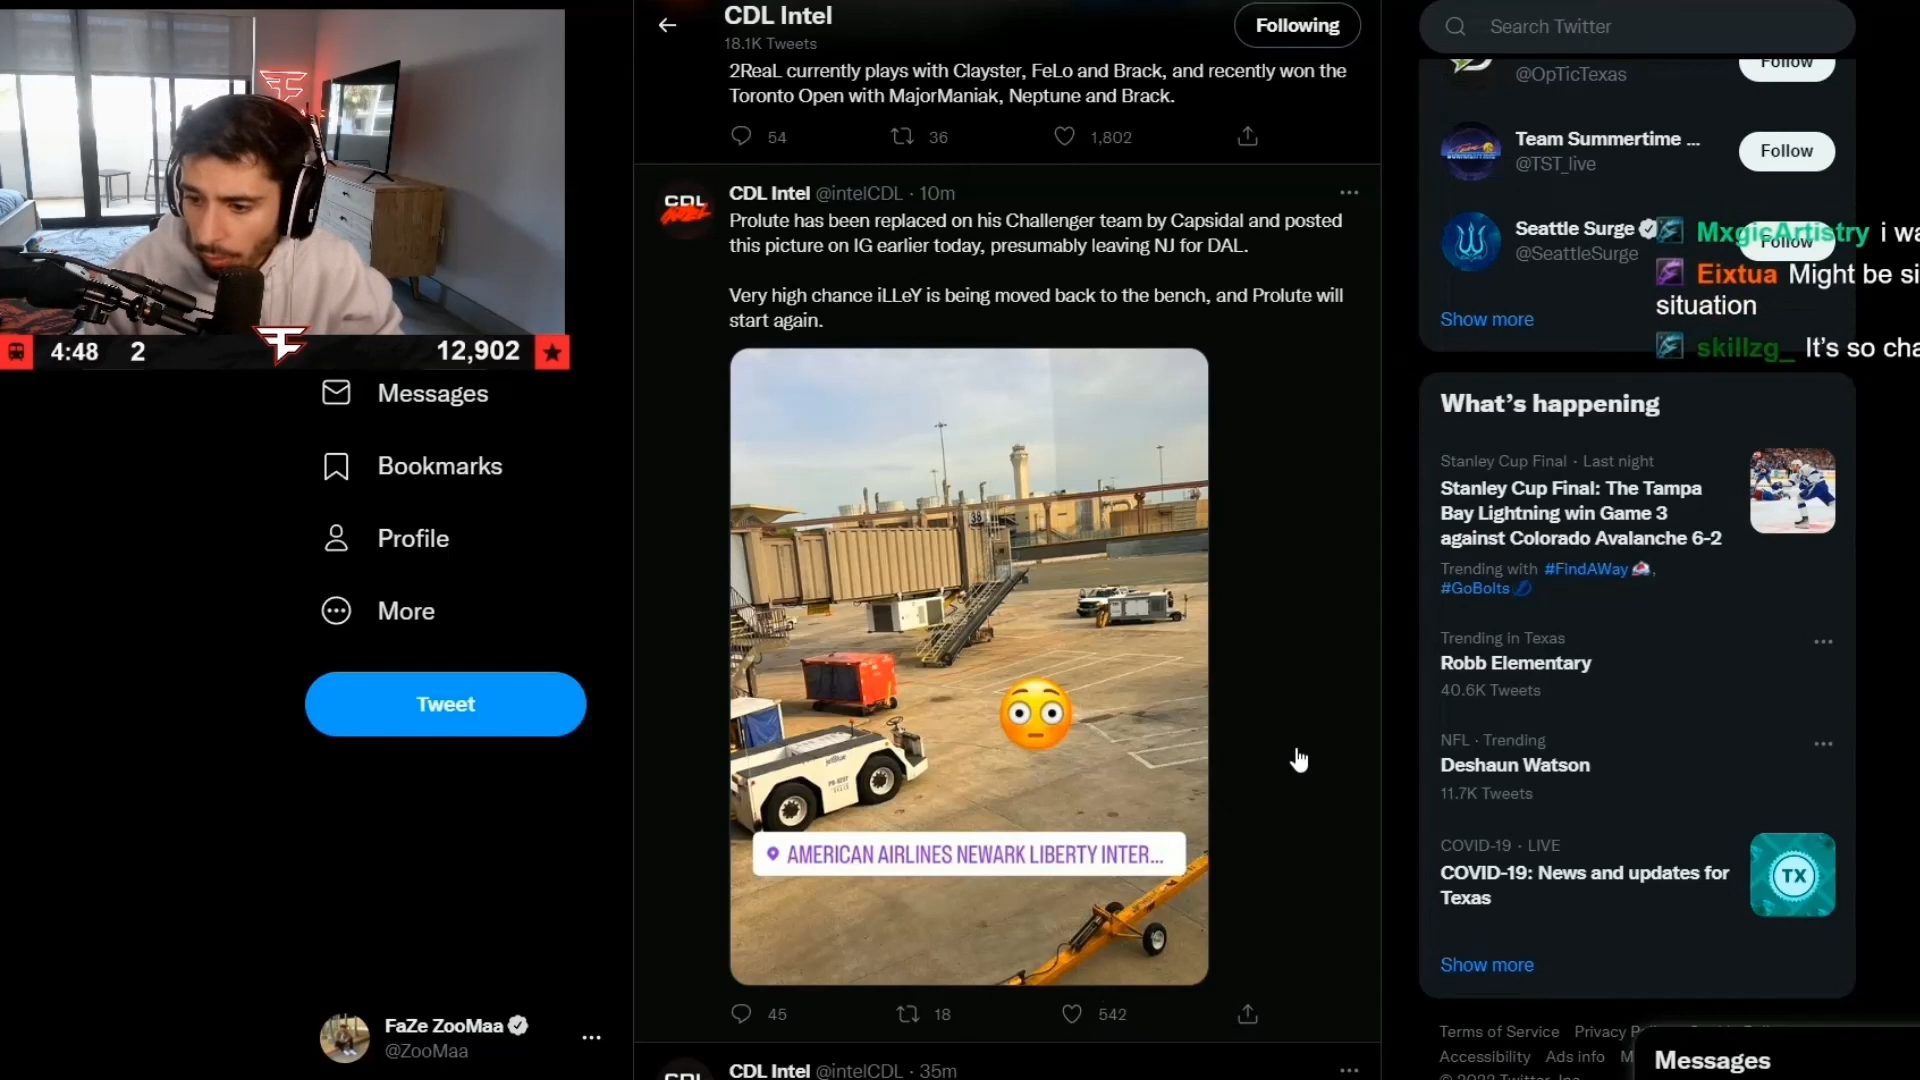 CDL Intel
18.1K Tweets
Following
Search Twitter
2ReaL currently plays with Clayster, FeLo and Brack, and recently won the
Toronto Open with MajorManiak, Neptune and Brack.
54
36
1,802
@OpTicTexas
Follow
Team Summertime ...
@TST_live
Follow
Seattle Surge
@SeattleSurge
Follow
Show more
MxgicArtistry i wa
Eixtua Might be si
situation
skillzg_ It's so cha
4:48 2 12,902
Messages
Bookmarks
Profile
More
Tweet
FaZe ZooMaa
@ZooMaa
CDL Intel @intelCDL · 10m
Prolute has been replaced on his Challenger team by Capsidal and posted
this picture on IG earlier today, presumably leaving NJ for DAL.
Very high chance iLLeY is being moved back to the bench, and Prolute will
start again.
38
jetBlue
AMERICAN AIRLINES NEWARK LIBERTY INTER...
45
18
542
CDL Intel @intelCDL · 35m
What's happening
Stanley Cup Final · Last night
Stanley Cup Final: The Tampa
Bay Lightning win Game 3
against Colorado Avalanche 6-2
Trending with #FindAWay,
#GoBolts
Trending in Texas
Robb Elementary
40.6K Tweets
NFL · Trending
Deshaun Watson
11.7K Tweets
COVID-19 · LIVE
COVID-19: News and updates for
Texas
TX
Show more
Terms of Service Privacy
Accessibility Ads info
Messages